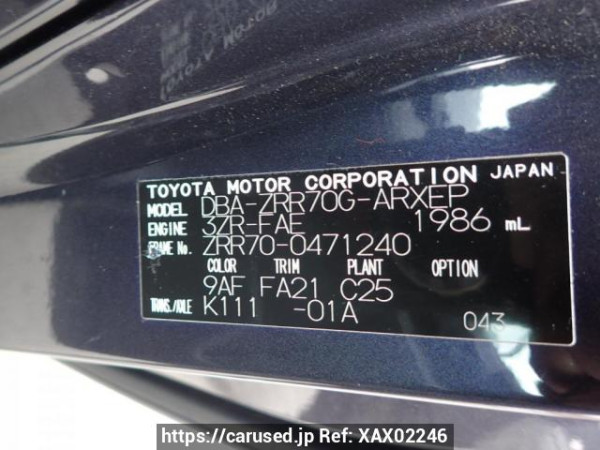 TOYOTA MOTOR CORPORATION JAPAN
MODEL DBA-ZRR70G-ARXEP
ENGINE 3ZR-FAE 1986 mL
FRAME No. ZRR70-0471240
COLOR TRIM PLANT OPTION
9AF FA21 C25
TRANS./AXLE K111 -01A
043
https://carused.jp Ref: XAX02246